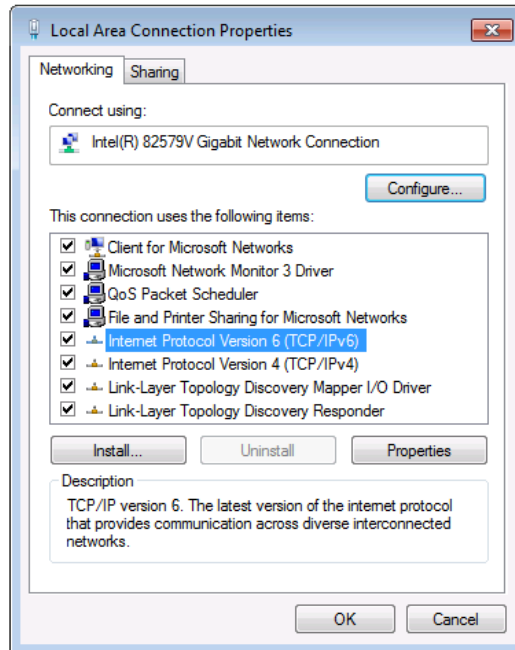 Local Area Connection Properties
Networking
Sharing
Connect using:
Intel(R) 82579V Gigabit Network Connection
Configure...
This connection uses the following items:
Client for Microsoft Networks
Microsoft Network Monitor 3 Driver
QoS Packet Scheduler
File and Printer Sharing for Microsoft Networks
Internet Protocol Version 6 (TCP/IPv6)
Internet Protocol Version 4 (TCP/IPv4)
Link-Layer Topology Discovery Mapper I/O Driver
Link-Layer Topology Discovery Responder
Install...
Uninstall
Properties
Description
TCP/IP version 6. The latest version of the internet protocol
that provides communication across diverse interconnected
networks.
OK
Cancel